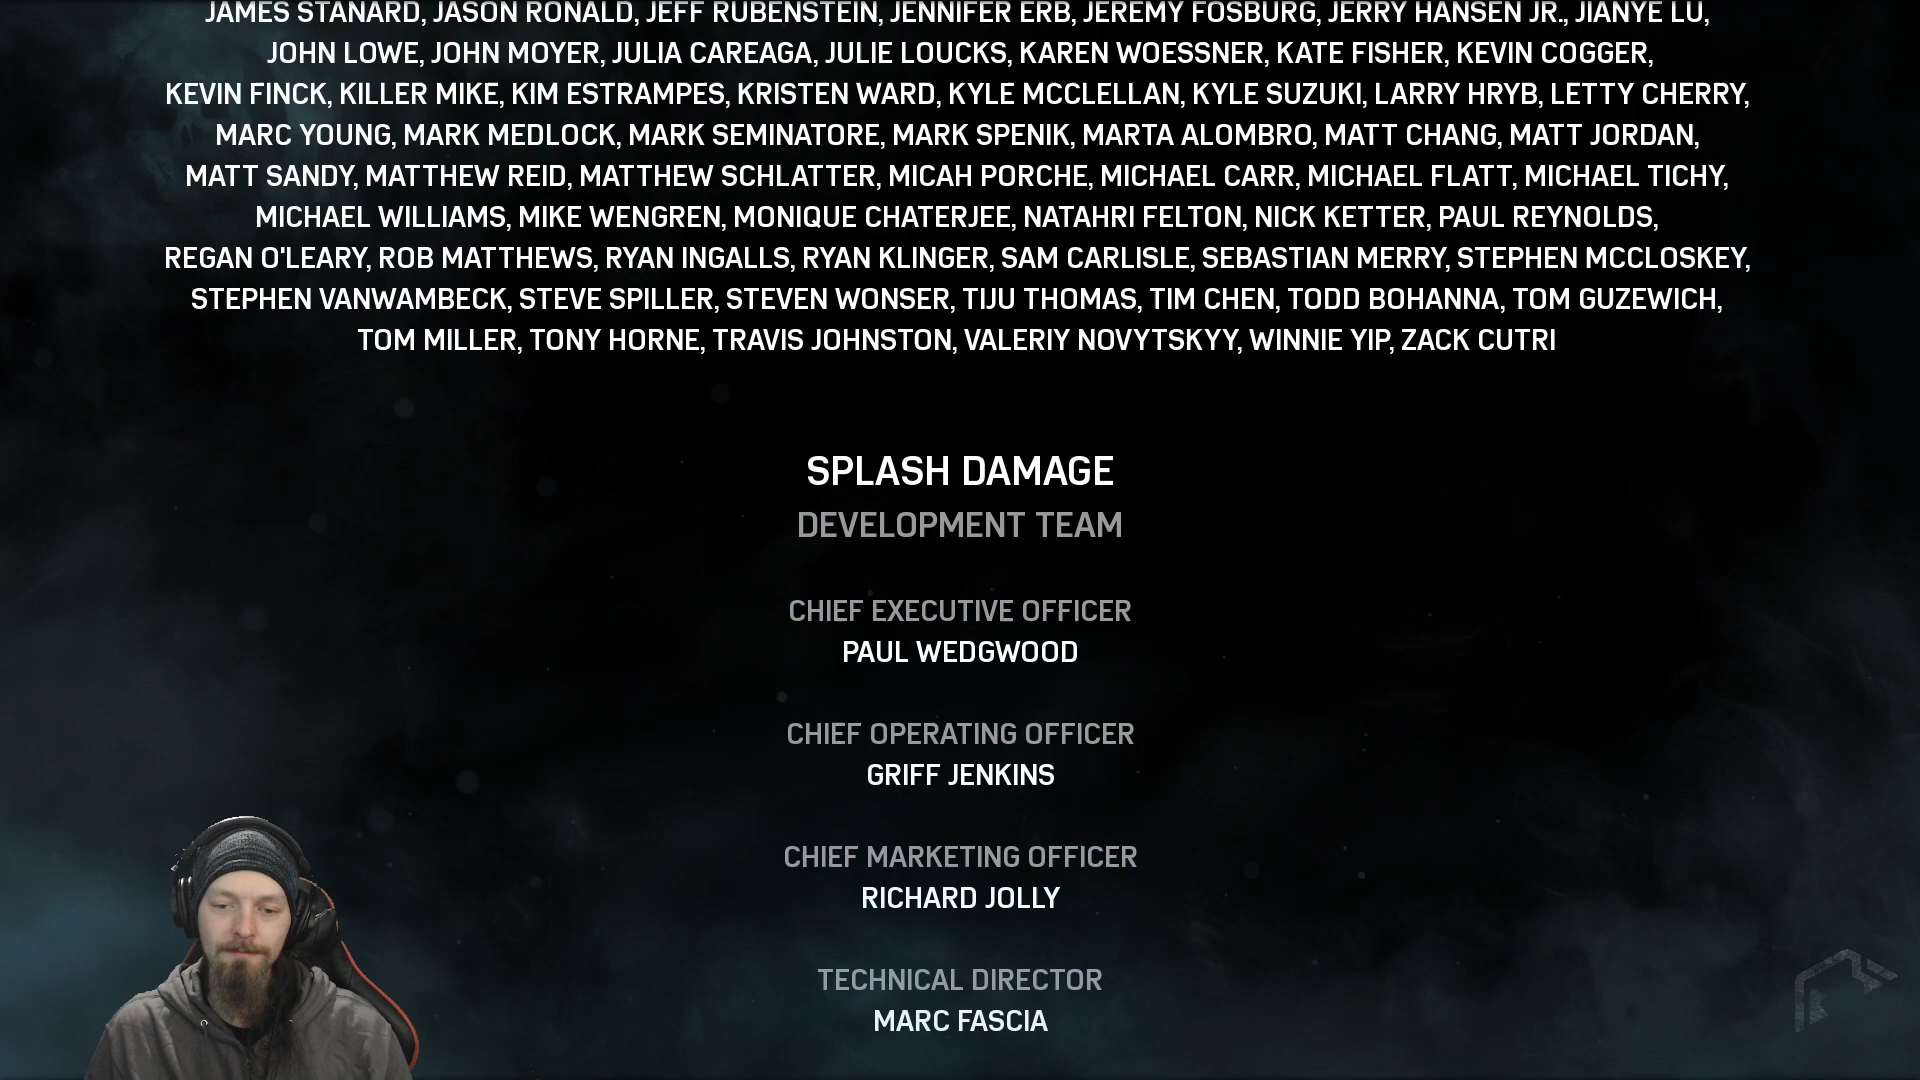 JAMES STANARD, JASON RONALD, JEFF RUBENSTEIN, JENNIFER ERB, JEREMY FOSBURG, JERRY HANSEN JR., JIANYE LU,
JOHN LOWE, JOHN MOYER, JULIA CAREAGA, JULIE LOUCKS, KAREN WOESSNER, KATE FISHER, KEVIN COGGER,
KEVIN FINCK, KILLER MIKE, KIM ESTRAMPES, KRISTEN WARD, KYLE MCCLELLAN, KYLE SUZUKI, LARRY HRYB, LETTY CHERRY,
MARC YOUNG, MARK MEDLOCK, MARK SEMINATORE, MARK SPENIK, MARTA ALOMBRO, MATT CHANG, MATT JORDAN,
MATT SANDY, MATTHEW REID, MATTHEW SCHLATTER, MICAH PORCHE, MICHAEL CARR, MICHAEL FLATT, MICHAEL TICHY,
MICHAEL WILLIAMS, MIKE WENGREN, MONIQUE CHATERJEE, NATAHRI FELTON, NICK KETTER, PAUL REYNOLDS,
REGAN O'LEARY, ROB MATTHEWS, RYAN INGALLS, RYAN KLINGER, SAM CARLISLE, SEBASTIAN MERRY, STEPHEN MCCLOSKEY,
STEPHEN VANWAMBECK, STEVE SPILLER, STEVEN WONSER, TIJU THOMAS, TIM CHEN, TODD BOHANNA, TOM GUZEWICH,
TOM MILLER, TONY HORNE, TRAVIS JOHNSTON, VALERIY NOVYTSKYY, WINNIE YIP, ZACK CUTRI
SPLASH DAMAGE
DEVELOPMENT TEAM
CHIEF EXECUTIVE OFFICER
PAUL WEDGWOOD
CHIEF OPERATING OFFICER
GRIFF JENKINS
CHIEF MARKETING OFFICER
RICHARD JOLLY
TECHNICAL DIRECTOR
MARC FASCIA